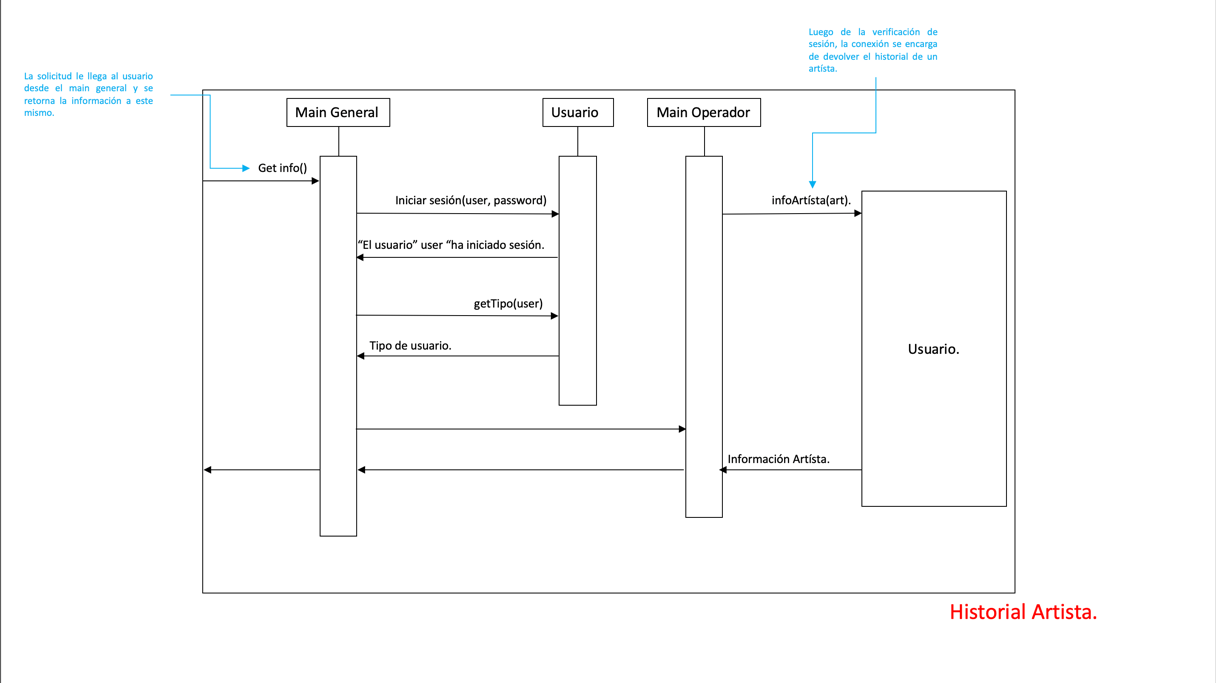 Luego de la verificación de
sesión, la conexión se encarga
de devolver el historial de un
artísta.
La solicitud le llega al usuario
desde el main general y se
retorna la información a este
mismo.
Main General
Usuario
Main Operador
Get info()
Iniciar sesión(user, password)
infoArtísta(art).
“El usuario” user “ha iniciado sesión.
getTipo(user)
Tipo de usuario.
Usuario.
Información Artísta.
Historial Artista.